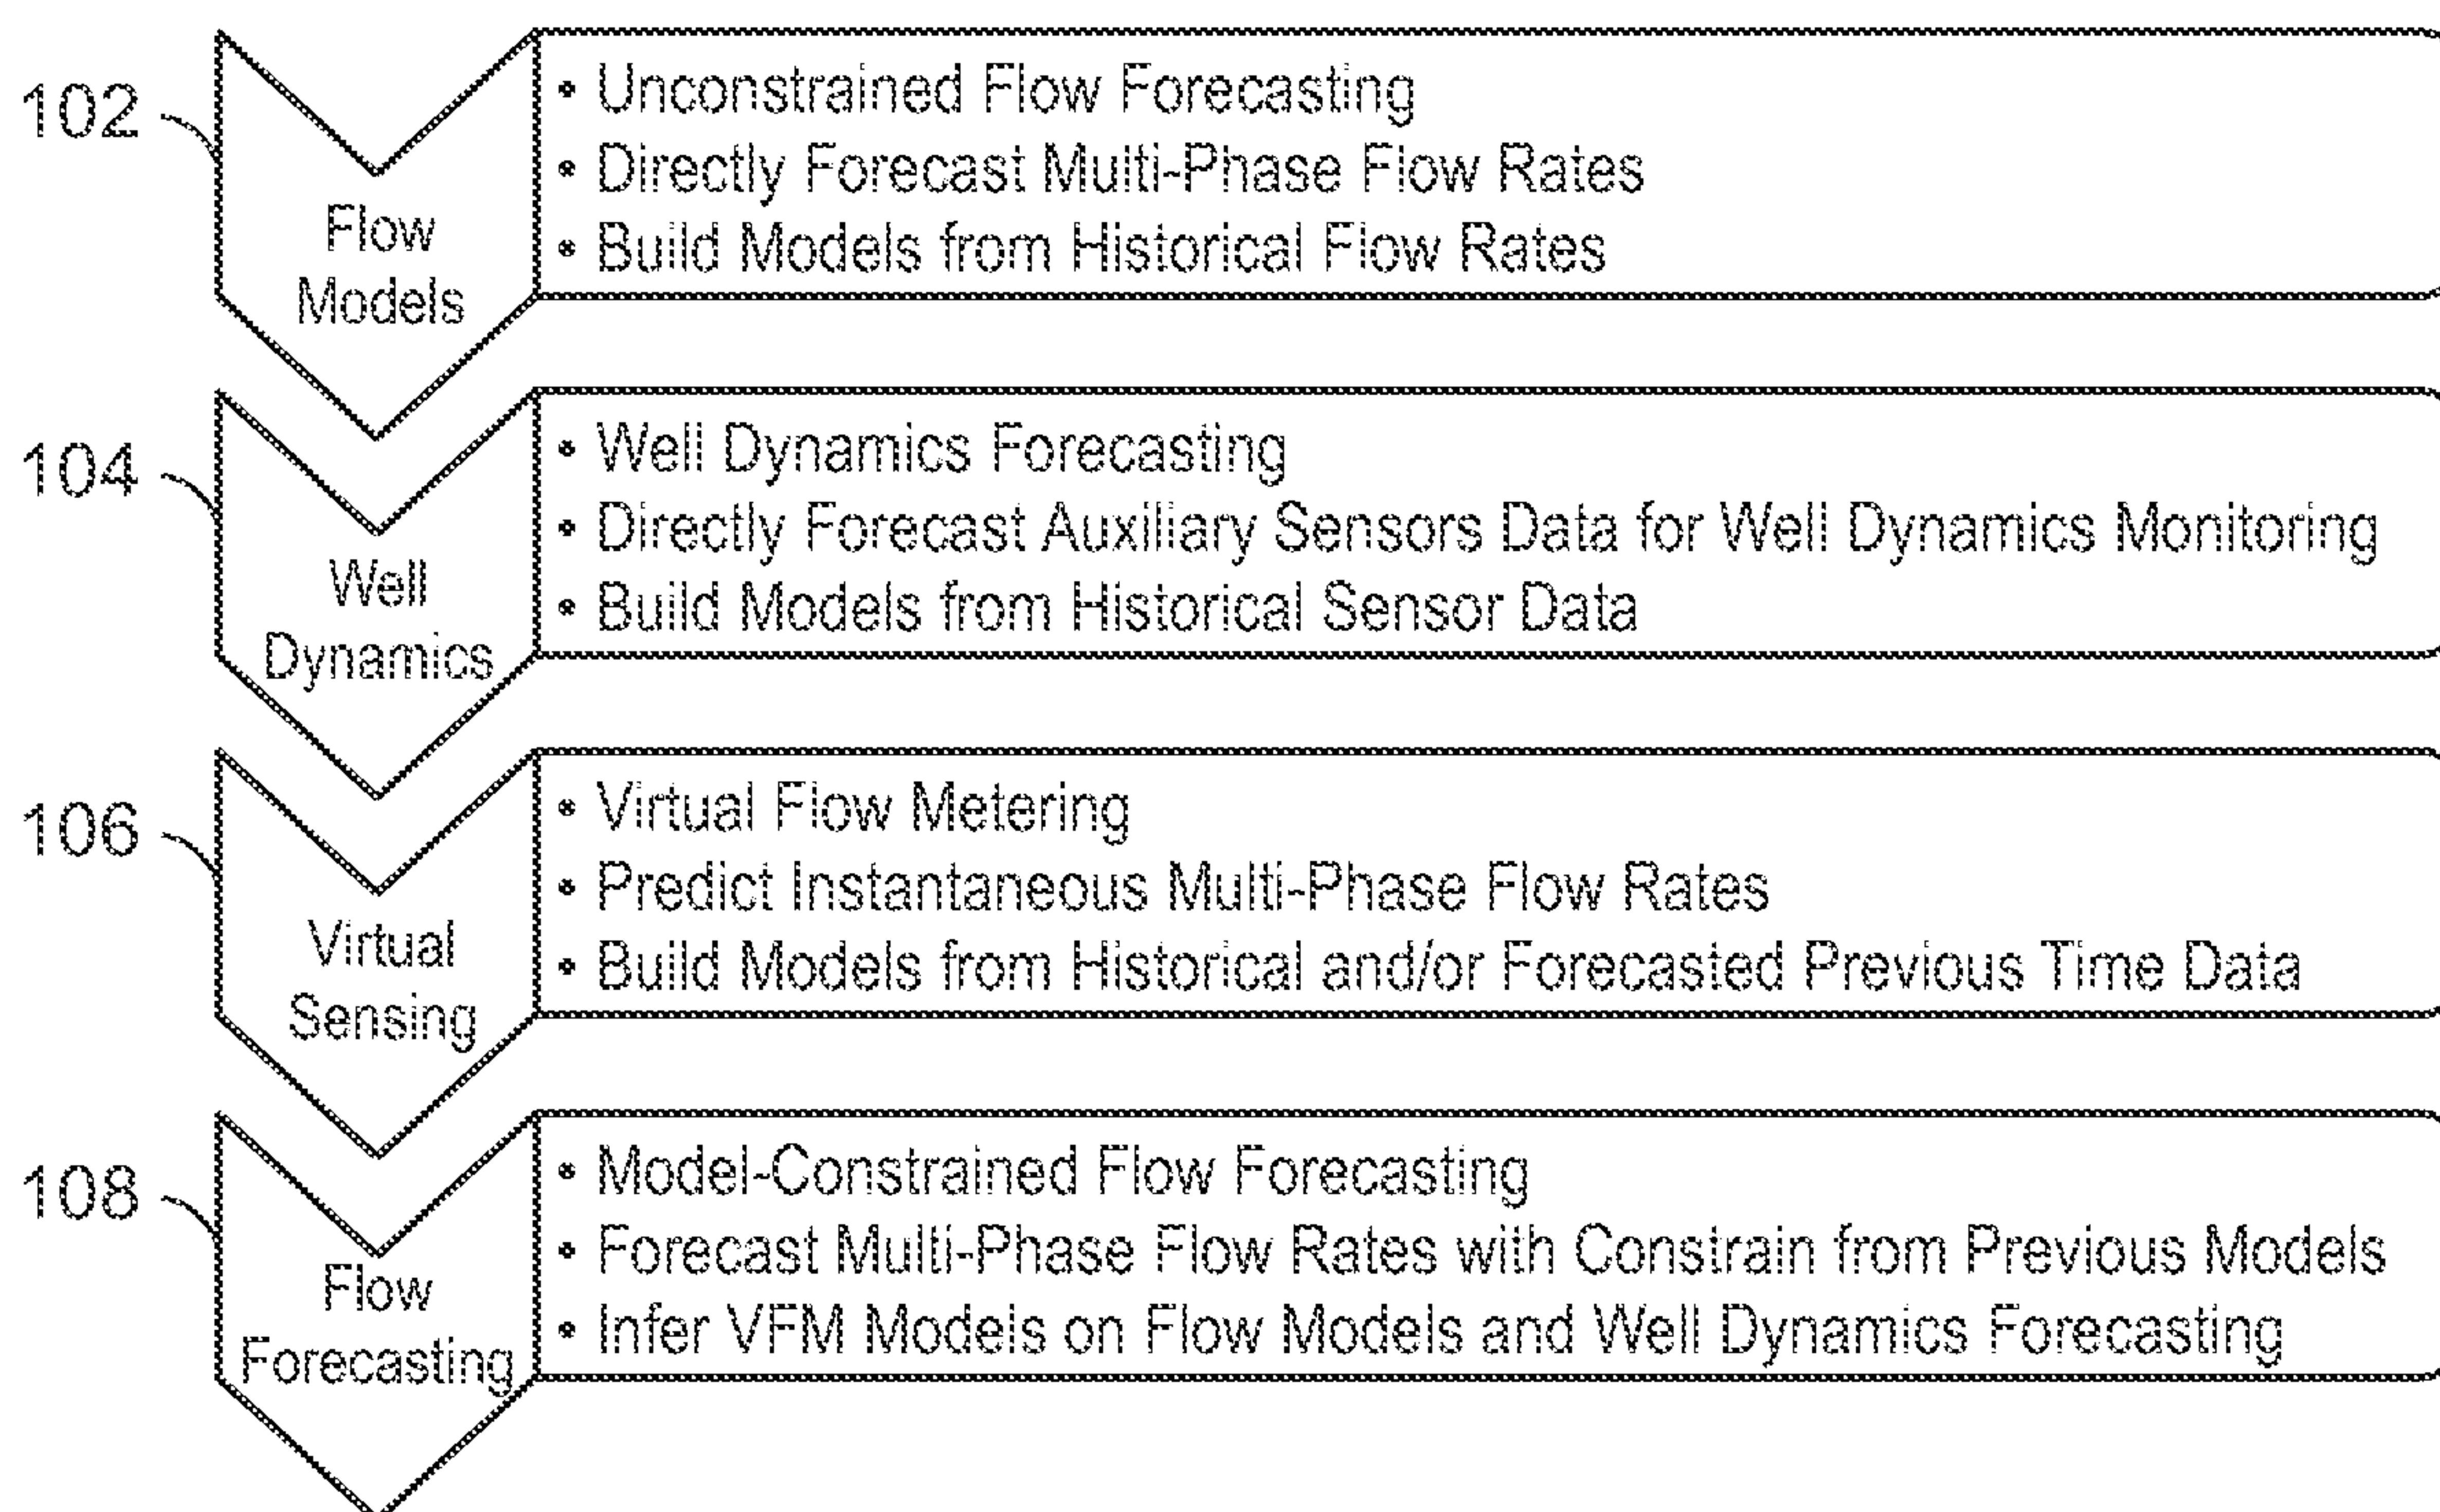 102
Flow
Models
• Unconstrained Flow Forecasting
• Directly Forecast Multi-Phase Flow Rates
• Build Models from Historical Flow Rates
104
Well
Dynamics
• Well Dynamics Forecasting
• Directly Forecast Auxiliary Sensors Data for Well Dynamics Monitoring
• Build Models from Historical Sensor Data
106
Virtual
Sensing
• Virtual Flow Metering
• Predict Instantaneous Multi-Phase Flow Rates
• Build Models from Historical and/or Forecasted Previous Time Data
108
Flow
Forecasting
• Model-Constrained Flow Forecasting
• Forecast Multi-Phase Flow Rates with Constrain from Previous Models
• Infer VFM Models on Flow Models and Well Dynamics Forecasting